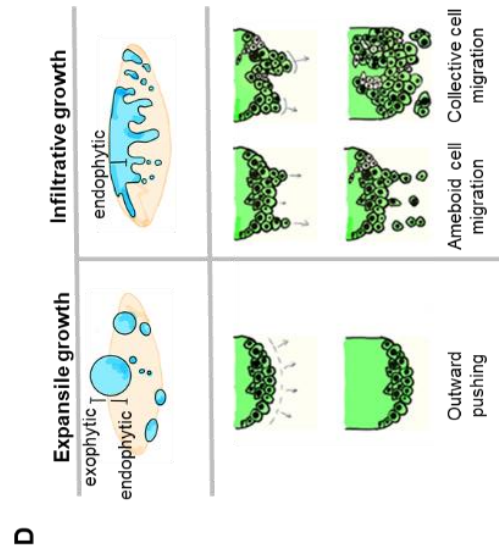 D
Expansile growth
Infiltrative growth
exophytic
endophytic
endophytic
Outward
pushing
Ameboid cell
migration
Collective cell
migration